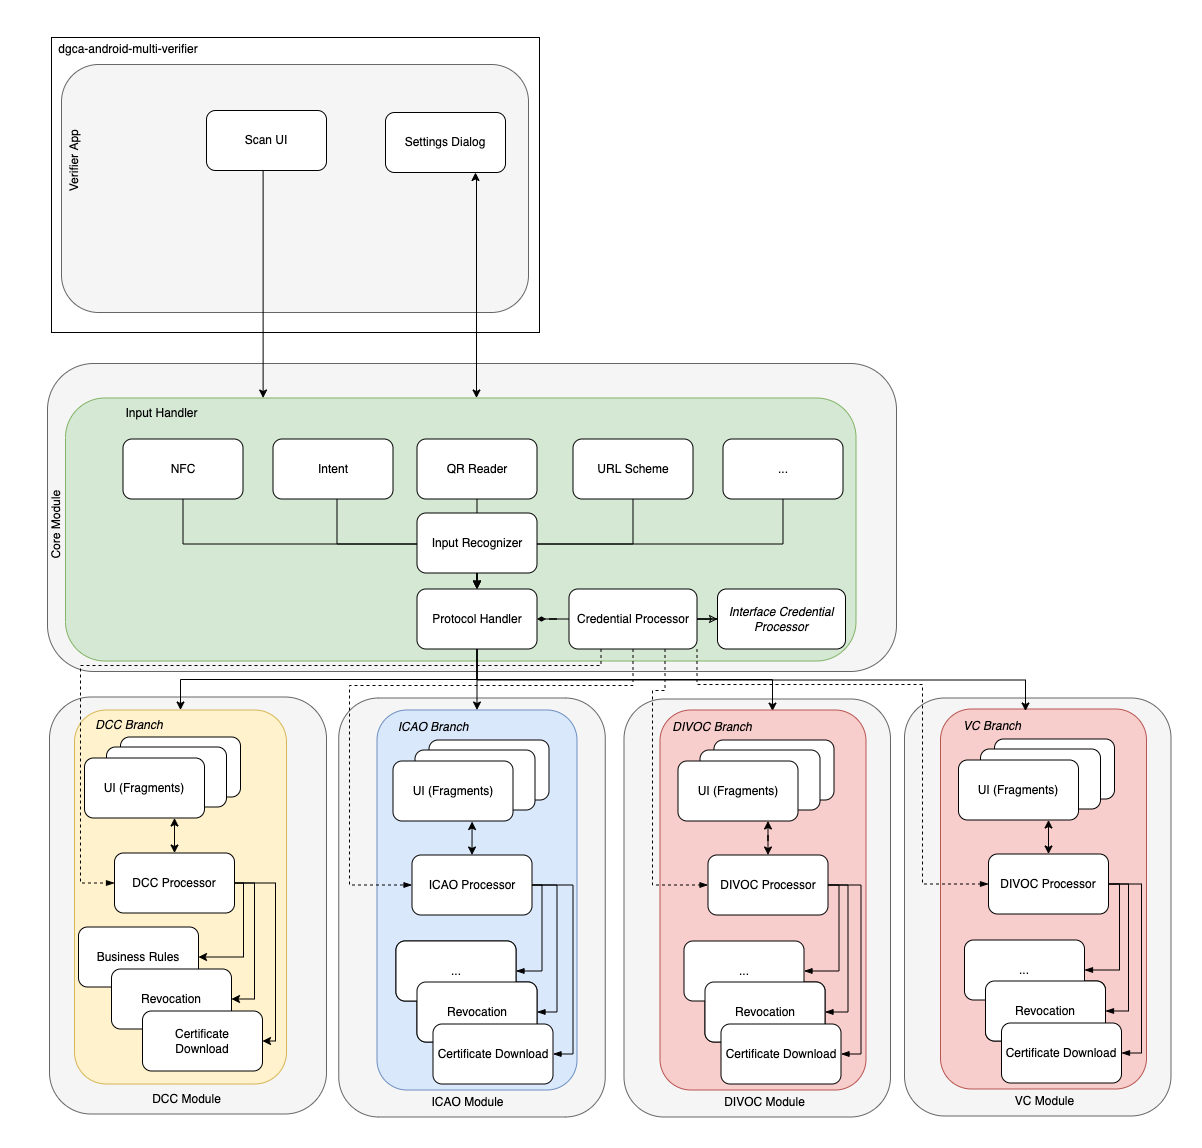 dgca-android-multi-verifier
Verifier App
Scan UI
Settings Dialog
Core Module
Input Handler
NFC
Intent
QR Reader
URL Scheme
...
Input Recognizer
Protocol Handler
Credential Processor
Interface Credential
Processor
DCC Branch
UI (Fragments)
DCC Processor
Business Rules
Revocation
Certificate
Download
DCC Module
ICAO Branch
UI (Fragments)
ICAO Processor
...
Revocation
Certificate Download
ICAO Module
DIVOC Branch
UI (Fragments)
DIVOC Processor
...
Revocation
Certificate Download
DIVOC Module
VC Branch
UI (Fragments)
DIVOC Processor
...
Revocation
Certificate Download
VC Module